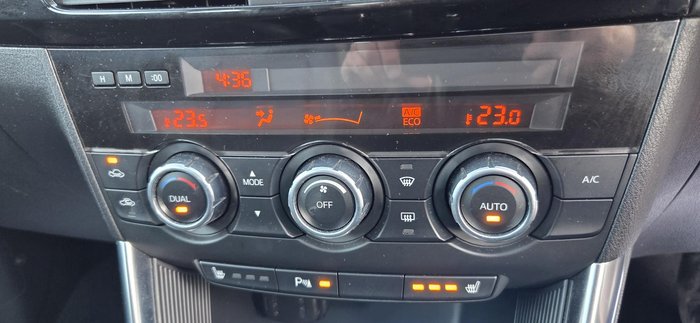 H M :00 4:36
23.5 A/C ECO 23.0
MODE
DUAL OFF AUTO A/C
P